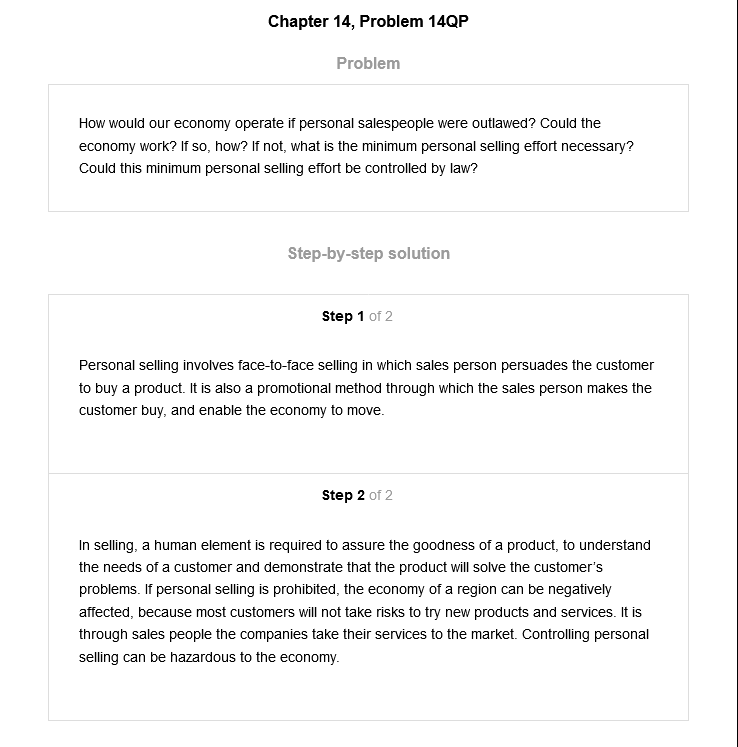 Chapter 14, Problem 14QP
Problem
How would our economy operate if personal salespeople were outlawed? Could the
economy work? If so, how? If not, what is the minimum personal selling effort necessary?
Could this minimum personal selling effort be controlled by law?
Step-by-step solution
Step 1 of 2
Personal selling involves face-to-face selling in which sales person persuades the customer
to buy a product. It is also a promotional method through which the sales person makes the
customer buy, and enable the economy to move.
Step 2 of 2
In selling, a human element is required to assure the goodness of a product, to understand
the needs of a customer and demonstrate that the product will solve the customer’s
problems. If personal selling is prohibited, the economy of a region can be negatively
affected, because most customers will not take risks to try new products and services. It is
through sales people the companies take their services to the market. Controlling personal
selling can be hazardous to the economy.